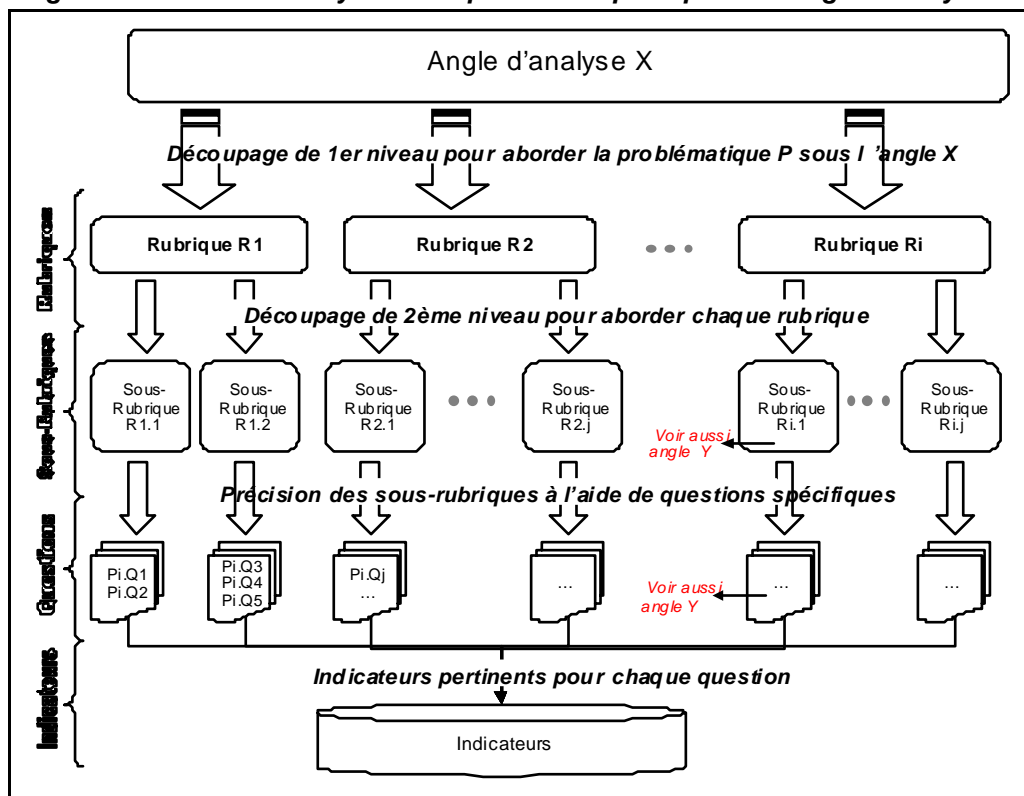 Angle d'analyse X
Découpage de 1er niveau pour aborder la problématique P sous l 'angle X
Rubriques
Rubrique R1
Rubrique R2
...
Rubrique Ri
Découpage de 2ème niveau pour aborder chaque rubrique
Sous-Rubriques
Sous-
Rubrique
R1.1
Sous-
Rubrique
R1.2
Sous-
Rubrique
R2.1
...
Sous-
Rubrique
R2.j
Sous-
Rubrique
Ri.1
...
Sous-
Rubrique
Ri.j
Voir aussi
angle Y
Précision des sous-rubriques à l'aide de questions spécifiques
Questions
Pi.Q1
Pi.Q2
Pi.Q3
Pi.Q4
Pi.Q5
Pi.Qj
...
...
Voir aussi
angle Y
...
...
Indicateurs pertinents pour chaque question
Indicateurs
Indicateurs